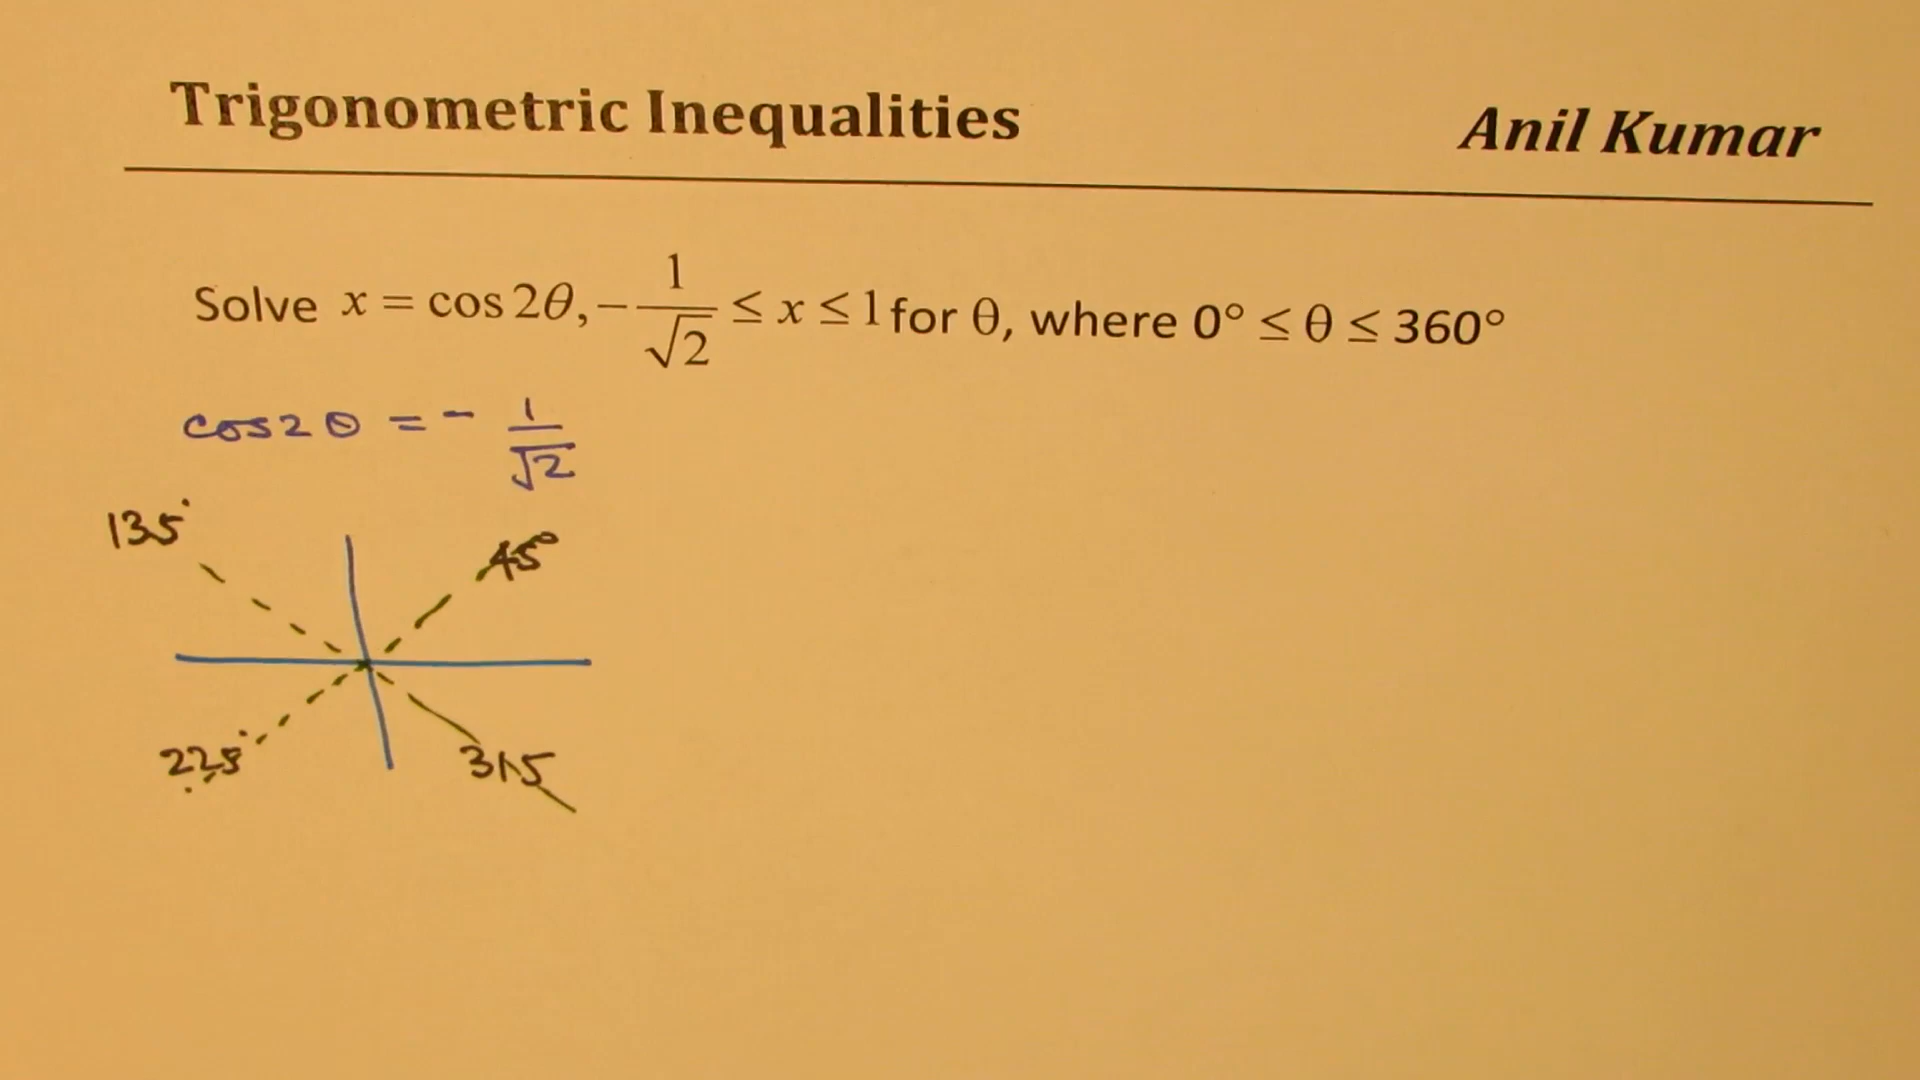 Trigonometric Inequalities
Anil Kumar
Solve x = cos 2θ, -1/√2 ≤ x ≤ 1 for θ, where 0° ≤ θ ≤ 360°
cos 2θ = - 1/√2
135°
45°
225°
315